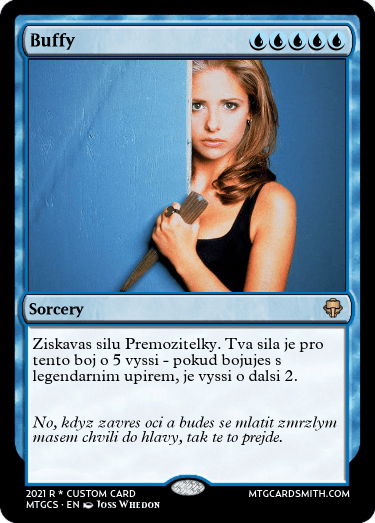 Buffy
Sorcery
Ziskavas silu Premozitelky. Tva sila je pro
tento boj o 5 vyssi - pokud bojujes s
legendarnim upirem, je vyssi o dalsi 2.
No, kdyz zavres oci a budes se mlatit zmrzlym
masem chvili do hlavy, tak te to prejde.
2021 R * CUSTOM CARD
MTGCARDSMITH.COM
MTGCS · EN JOSS WHEDON